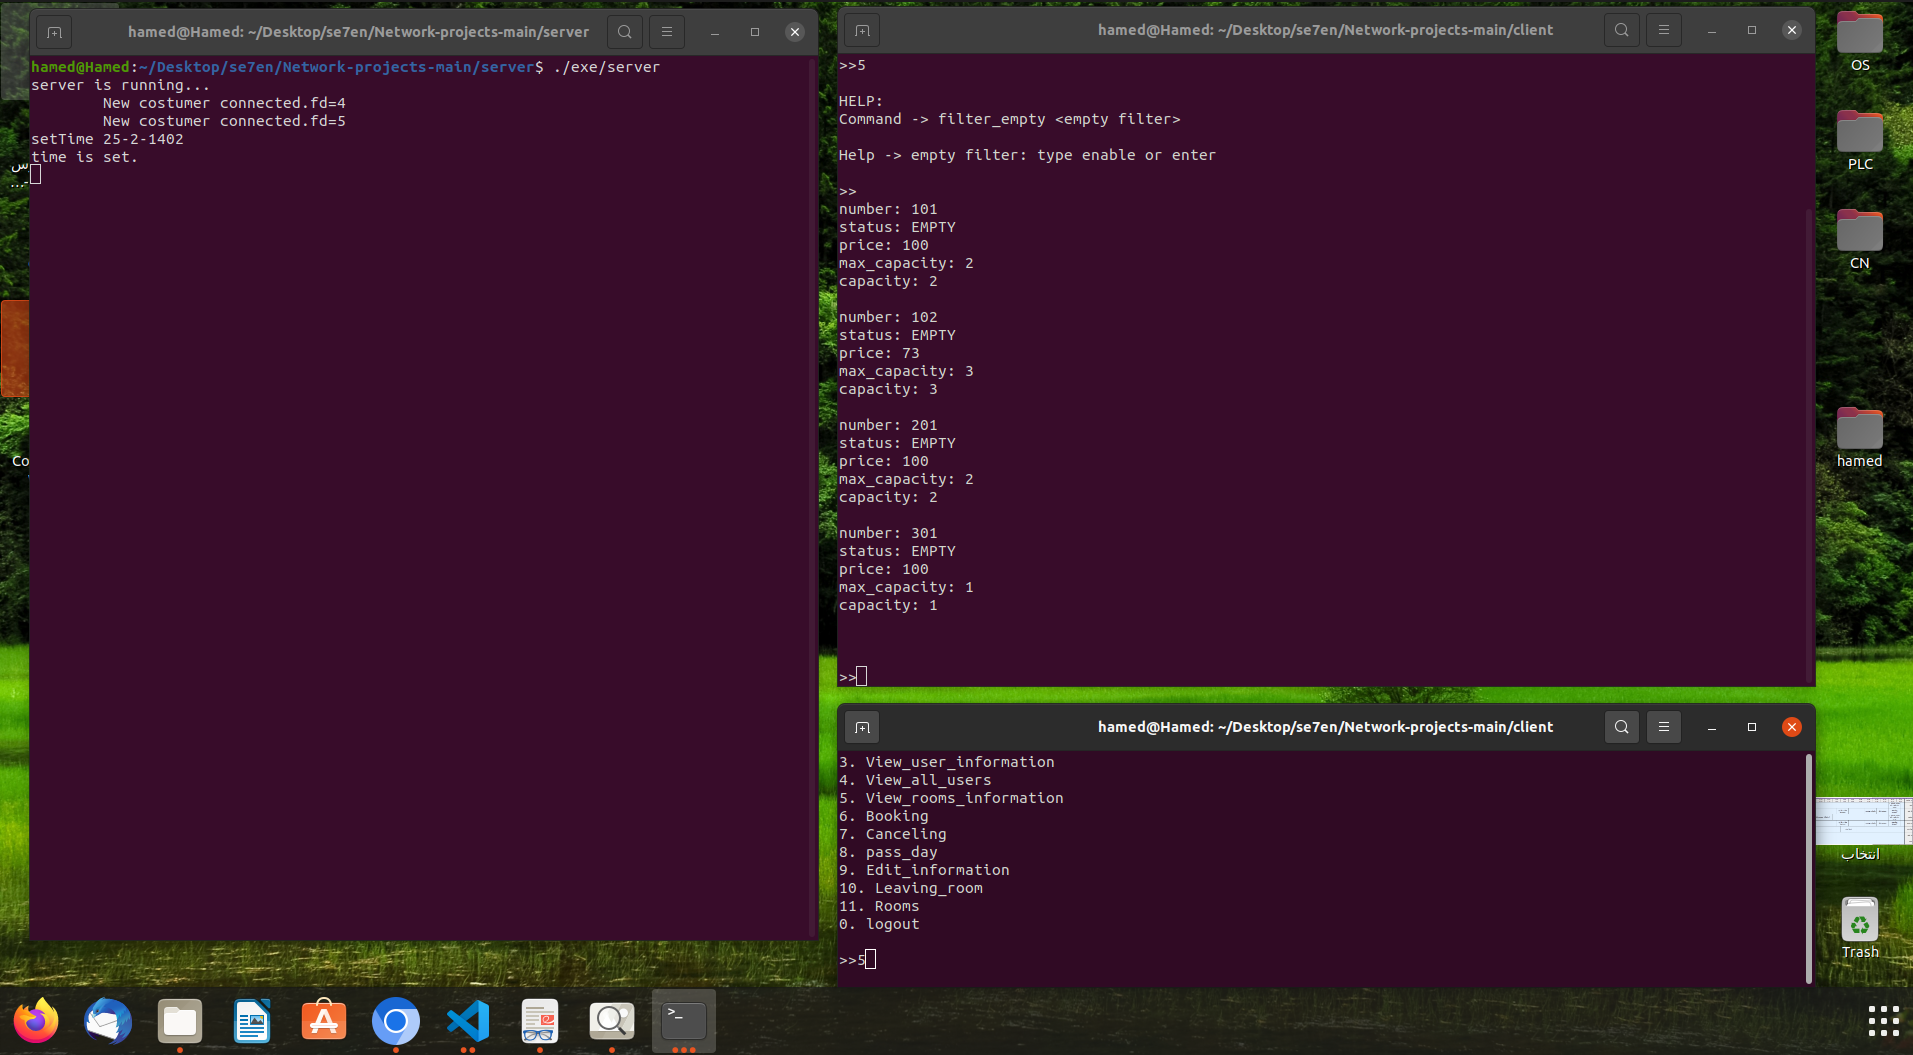 hamed@Hamed: ~/Desktop/se7en/Network-projects-main/server
hamed@Hamed:~/Desktop/se7en/Network-projects-main/server$ ./exe/server
server is running...
New costumer connected.fd=4
New costumer connected.fd=5
setTime 25-2-1402
time is set.
hamed@Hamed: ~/Desktop/se7en/Network-projects-main/client
>>5
HELP:
Command -> filter_empty <empty filter>
Help -> empty filter: type enable or enter
>>
number: 101
status: EMPTY
price: 100
max_capacity: 2
capacity: 2
number: 102
status: EMPTY
price: 73
max_capacity: 3
capacity: 3
number: 201
status: EMPTY
price: 100
max_capacity: 2
capacity: 2
number: 301
status: EMPTY
price: 100
max_capacity: 1
capacity: 1
>>
hamed@Hamed: ~/Desktop/se7en/Network-projects-main/client
3. View_user_information
4. View_all_users
5. View_rooms_information
6. Booking
7. Canceling
8. pass_day
9. Edit_information
10. Leaving_room
11. Rooms
0. logout
>>5
OS
PLC
CN
hamed
انتخاب
Trash
Co